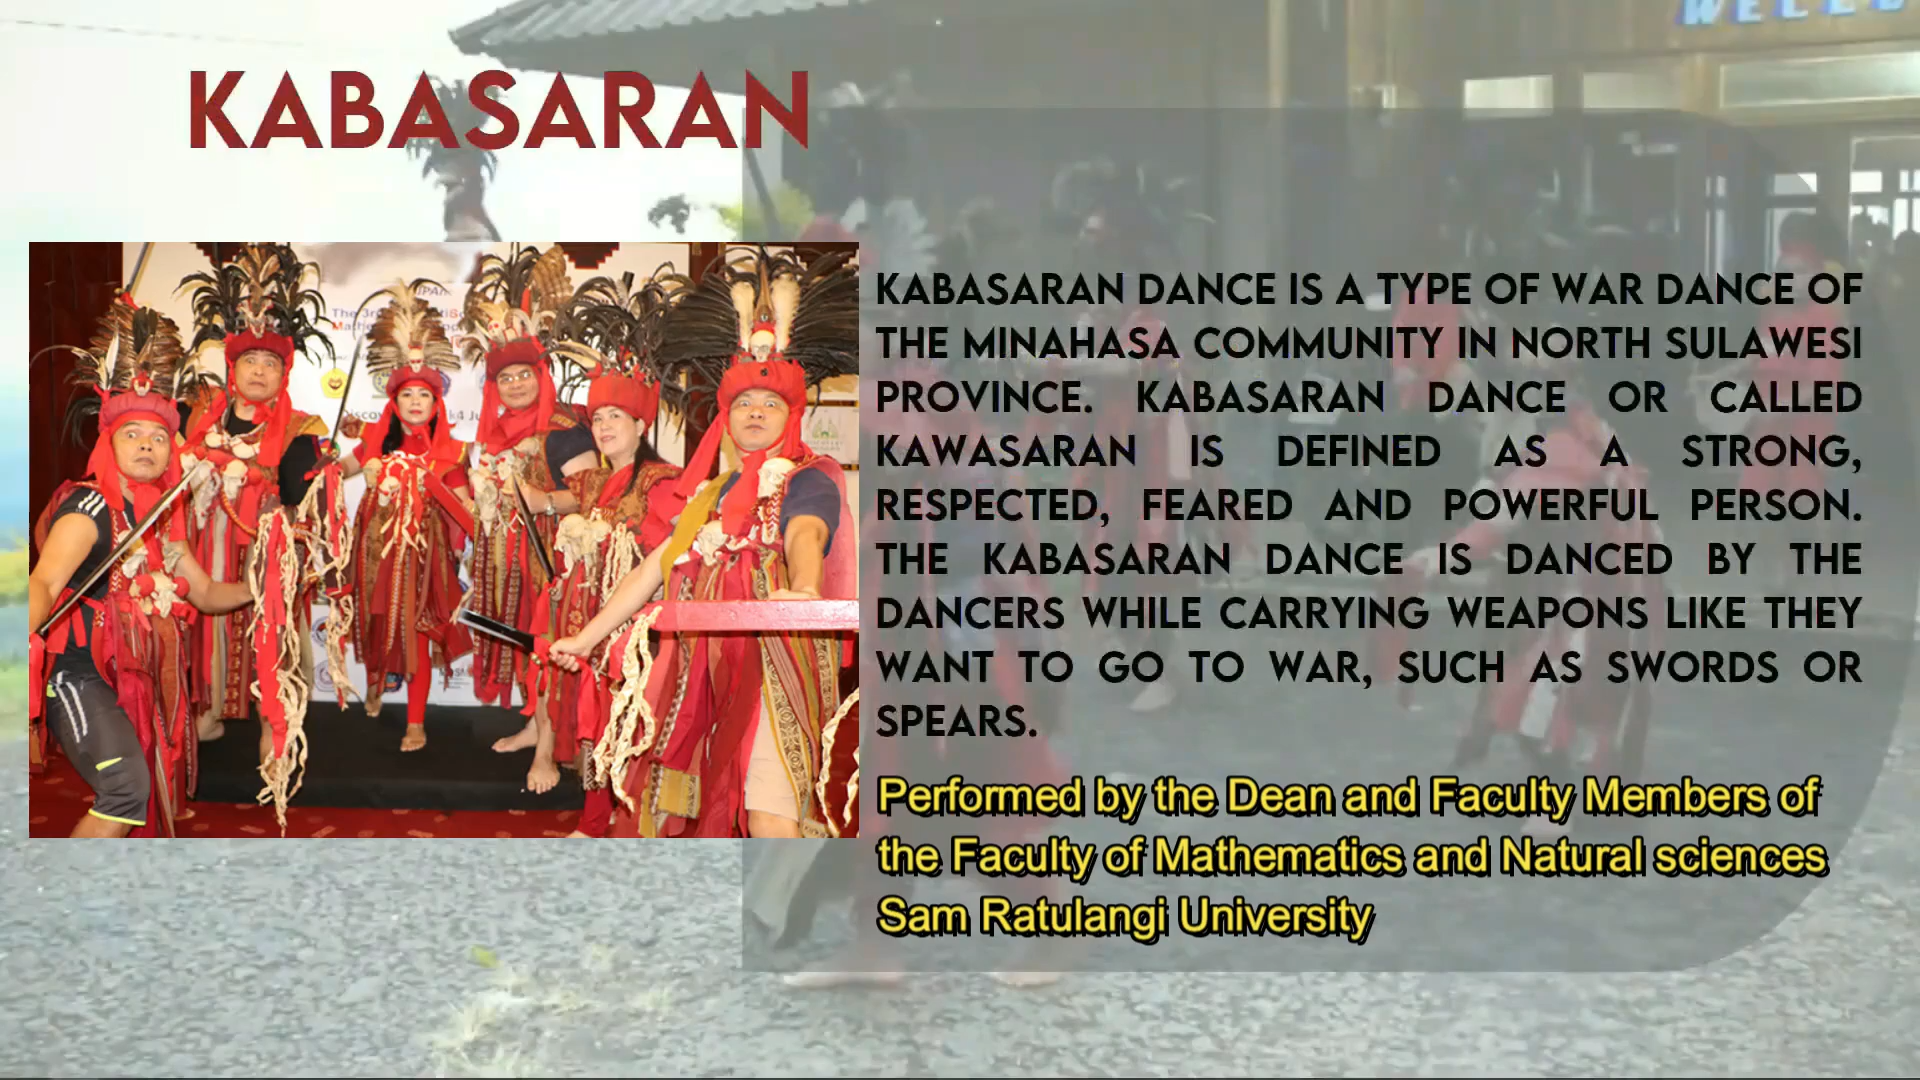 WELCO
KABASARAN
The 3r
KABASARAN DANCE IS A TYPE OF WAR DANCE OF
THE MINAHASA COMMUNITY IN NORTH SULAWESI
PROVINCE. KABASARAN DANCE OR CALLED
KAWASARAN IS DEFINED AS A STRONG,
RESPECTED, FEARED AND POWERFUL PERSON.
THE KABASARAN DANCE IS DANCED BY THE
DANCERS WHILE CARRYING WEAPONS LIKE THEY
WANT TO GO TO WAR, SUCH AS SWORDS OR
SPEARS.
Performed by the Dean and Faculty Members of
the Faculty of Mathematics and Natural sciences
Sam Ratulangi University